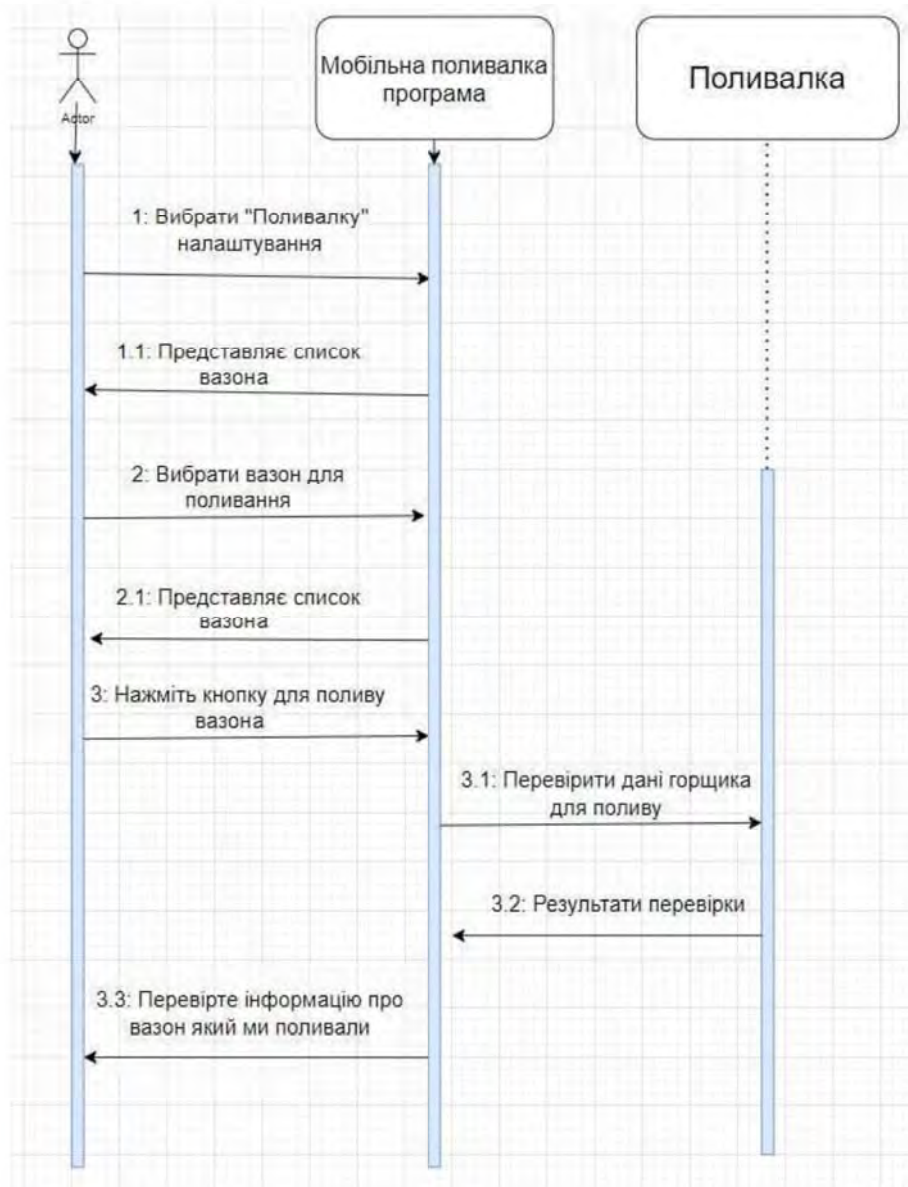 Actor
Мобільна поливалка
програма
Поливалка
1: Вибрати "Поливалку"
налаштування
1.1: Представляє список
вазона
2: Вибрати вазон для
поливання
2.1: Представляє список
вазона
3: Нажміть кнопку для поливу
вазона
3.1: Перевірити дані горщика
для поливу
3.2: Результати перевірки
3.3: Перевірте інформацію про
вазон який ми поливали